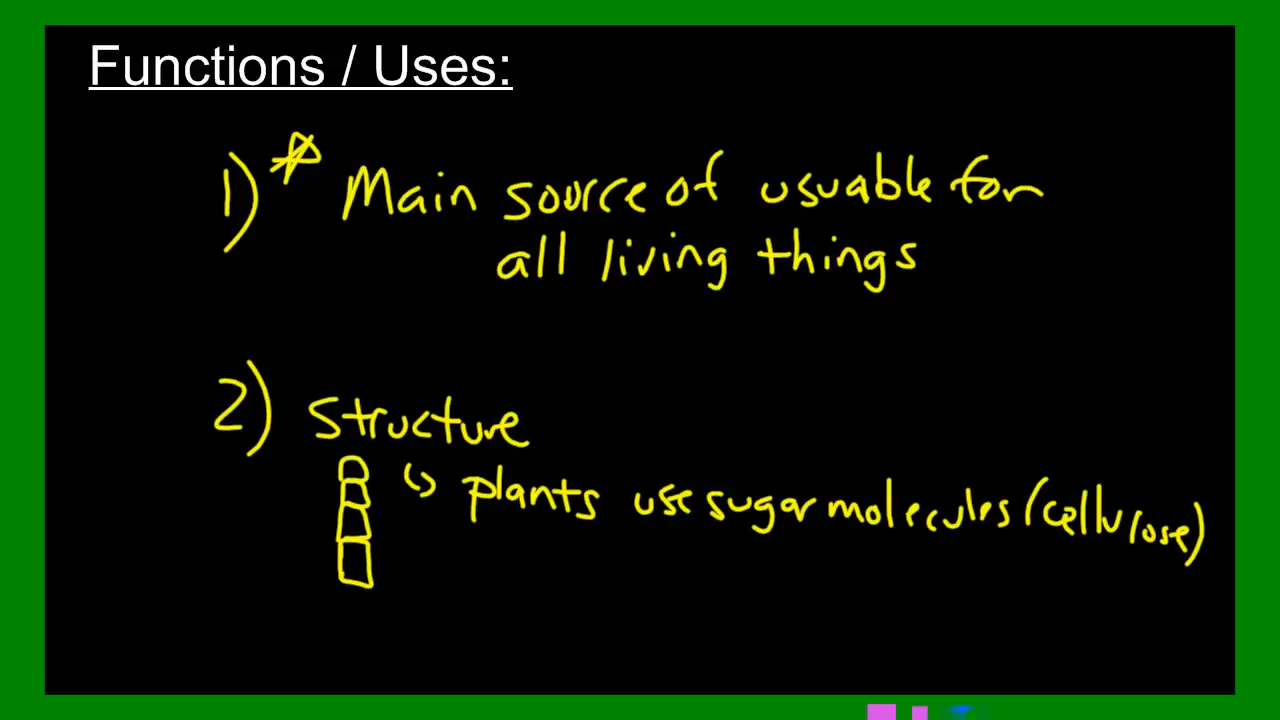 Functions / Uses:
1) * Main source of usuable for
all living things
2) Structure
↳ plants use sugar molecules (cellulose)